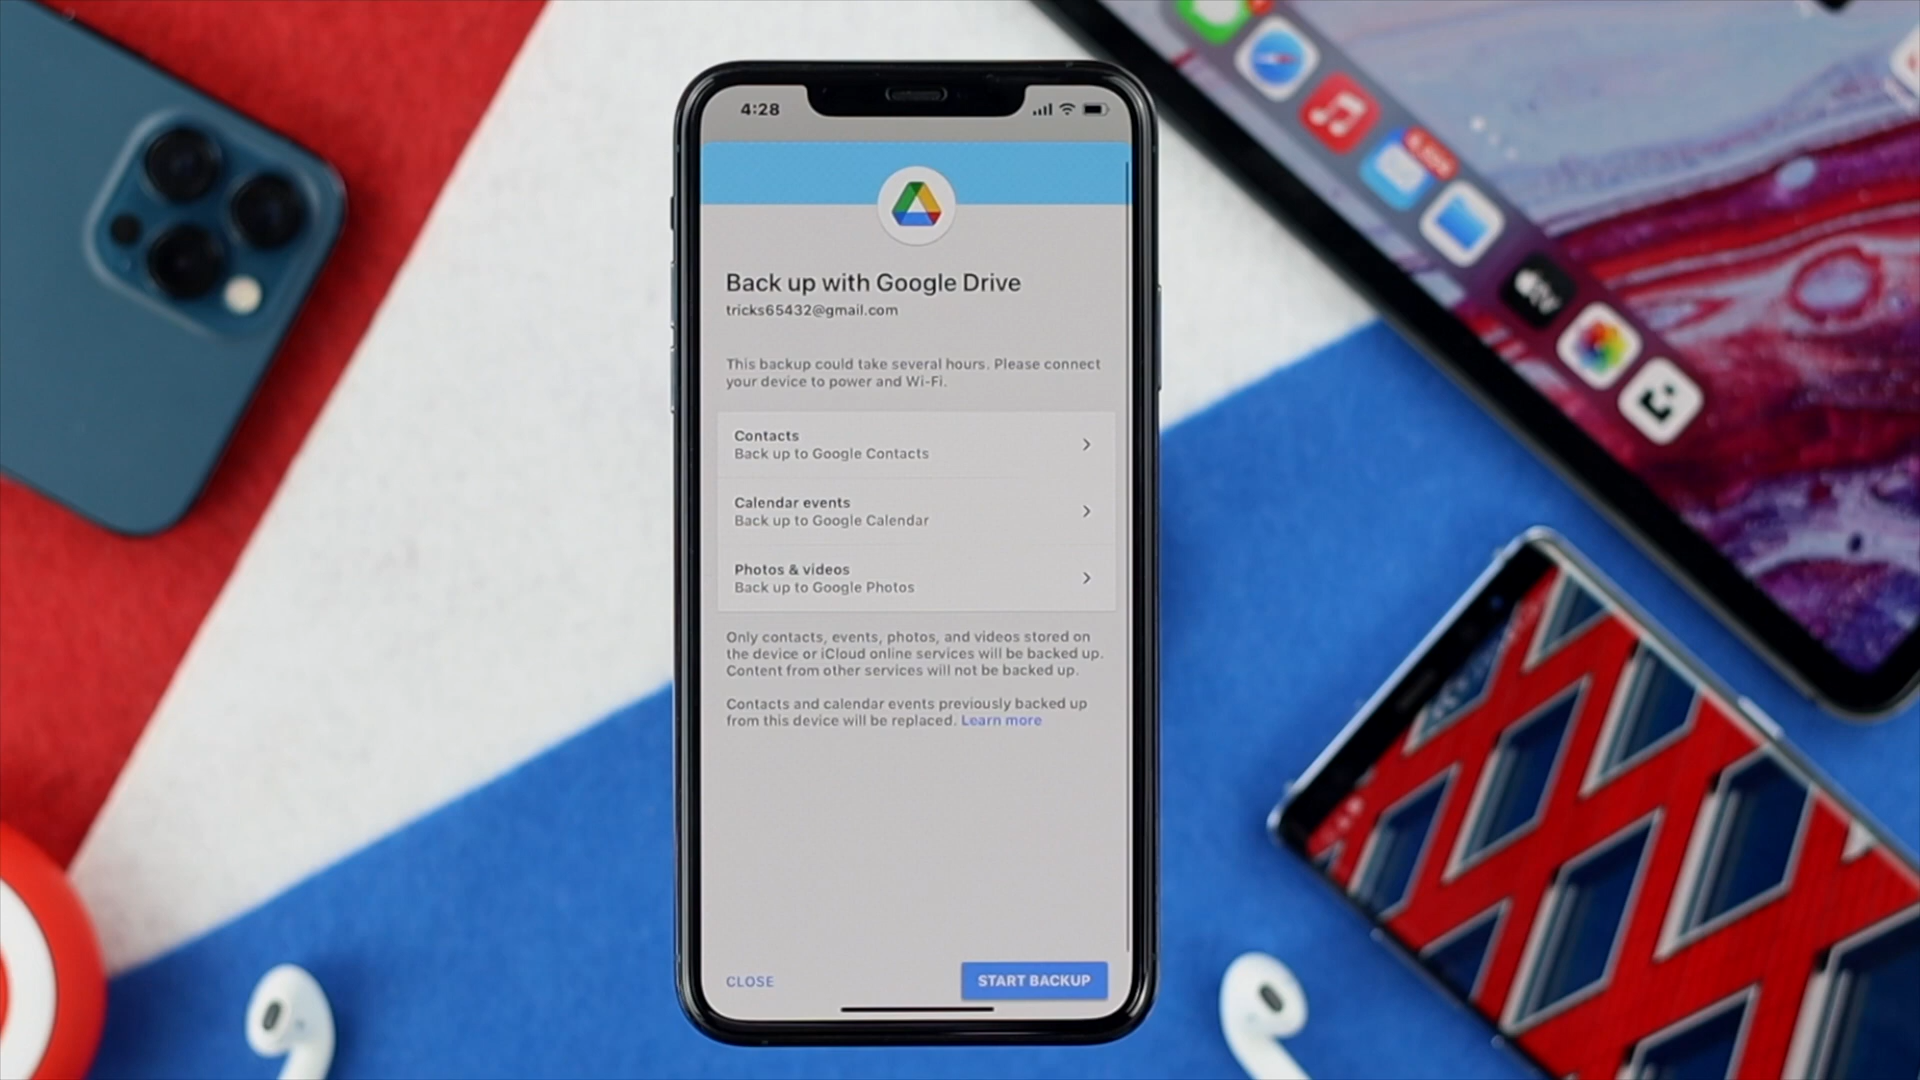 4:28
Back up with Google Drive
tricks65432@gmail.com
This backup could take several hours. Please connect
your device to power and Wi-Fi.
Contacts
Back up to Google Contacts
Calendar events
Back up to Google Calendar
Photos & videos
Back up to Google Photos
Only contacts, events, photos, and videos stored on
the device or iCloud online services will be backed up.
Content from other services will not be backed up.
Contacts and calendar events previously backed up
from this device will be replaced. Learn more
CLOSE
START BACKUP
tv